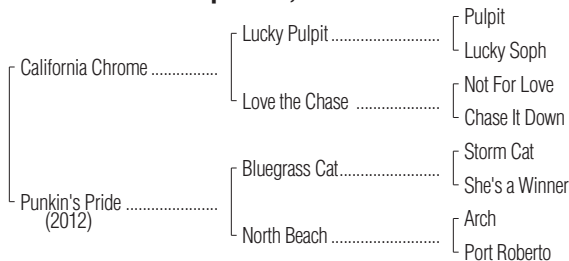 Pulpit
Lucky Pulpit
Lucky Soph
California Chrome
Not For Love
Love the Chase
Chase It Down
Storm Cat
Bluegrass Cat
She's a Winner
Punkin's Pride
(2012)
Arch
North Beach
Port Roberto